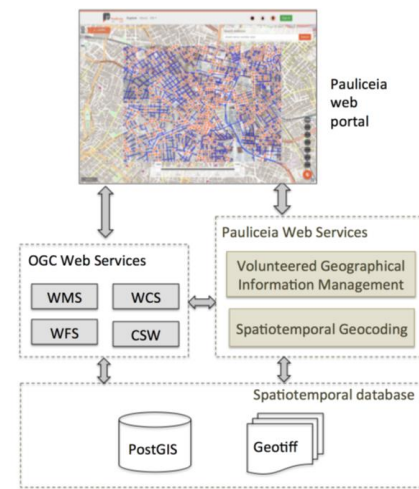 Pauliceia
web
portal
Pauliceia Web Services
OGC Web Services
Volunteered Geographical
Information Management
WMS
WCS
WFS
CSW
Spatiotemporal Geocoding
Spatiotemporal database
PostGIS
Geotiff